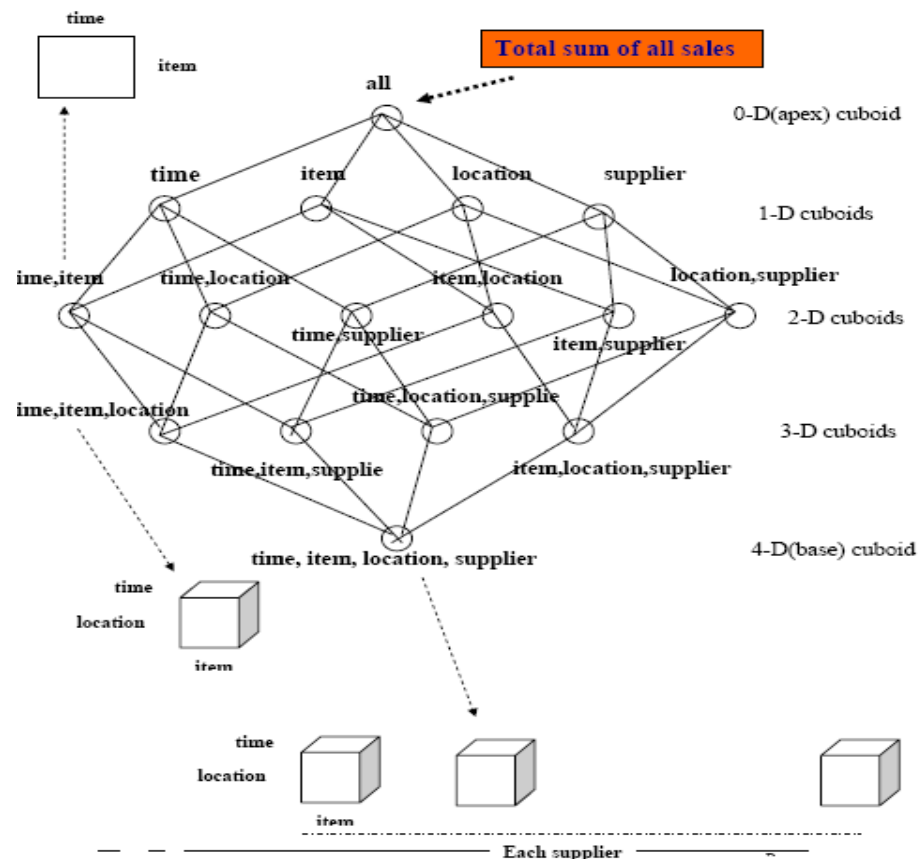 time
item
Total sum of all sales
all
0-D(apex) cuboid
time
item
location
supplier
1-D cuboids
ime,item
time,location
item,location
location,supplier
2-D cuboids
time,supplier
item,supplier
time,location,supplie
ime,item,location
3-D cuboids
time,item,supplie
item,location,supplier
4-D(base) cuboid
time, item, location, supplier
time
location
item
time
location
item
Each supplier